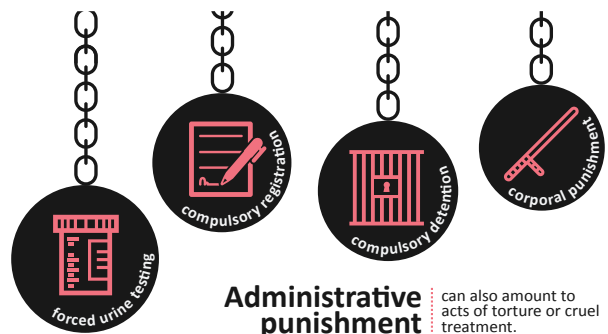 forced urine testing
compulsory registration
compulsory detention
corporal punishment
Administrative
punishment
can also amount to
acts of torture or cruel
treatment.